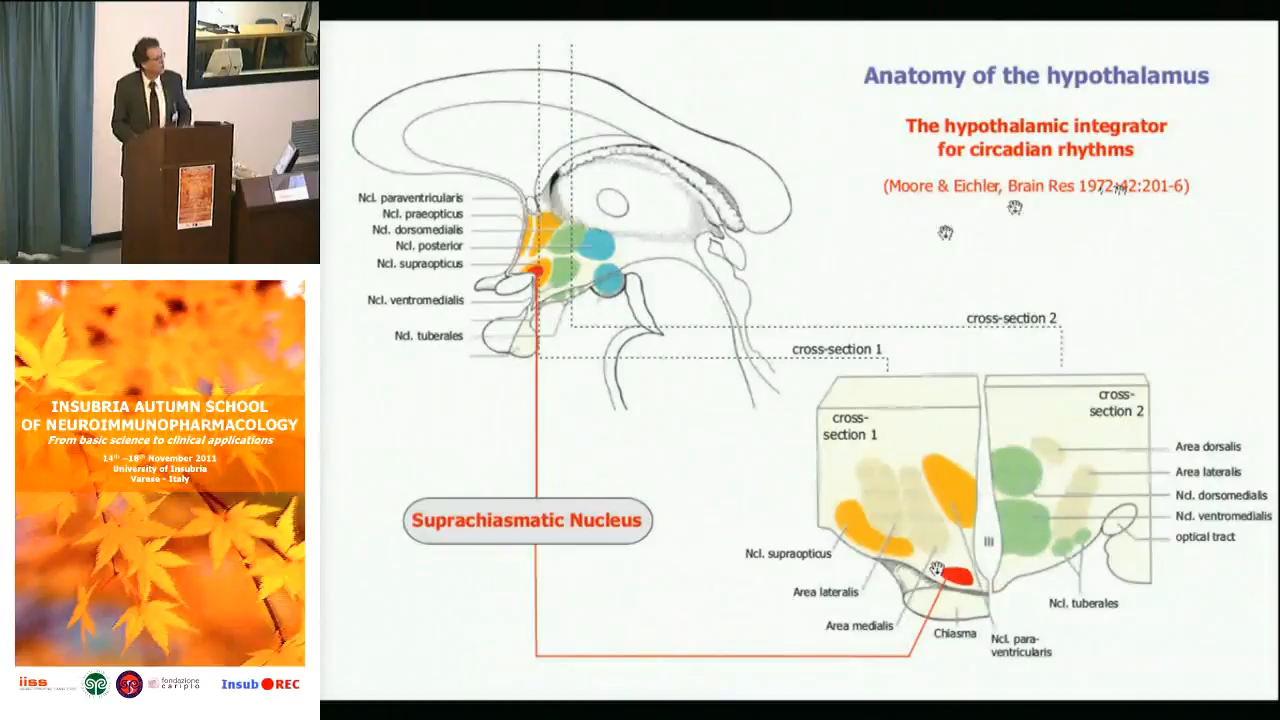 Anatomy of the hypothalamus
The hypothalamic integrator
for circadian rhythms
(Moore & Eichler, Brain Res 1972;42:201-6)
Ncl. paraventricularis
Ncl. praeopticus
Ncl. dorsomedialis
Ncl. posterior
Ncl. supraopticus
Ncl. ventromedialis
Ncl. tuberales
cross-section 2
cross-section 1
cross-
section 1
cross-
section 2
Area dorsalis
Area lateralis
Ncl. dorsomedialis
Ncl. ventromedialis
optical tract
III
Ncl. supraopticus
Area lateralis
Area medialis
Chiasma
Ncl. para-
ventricularis
Ncl. tuberales
Suprachiasmatic Nucleus
INSUBRIA AUTUMN SCHOOL
OF NEUROIMMUNOPHARMACOLOGY
From basic science to clinical applications
14th –18th November 2011
University of Insubria
Varese - Italy
iiss
fondazione
cariplo
Insub REC